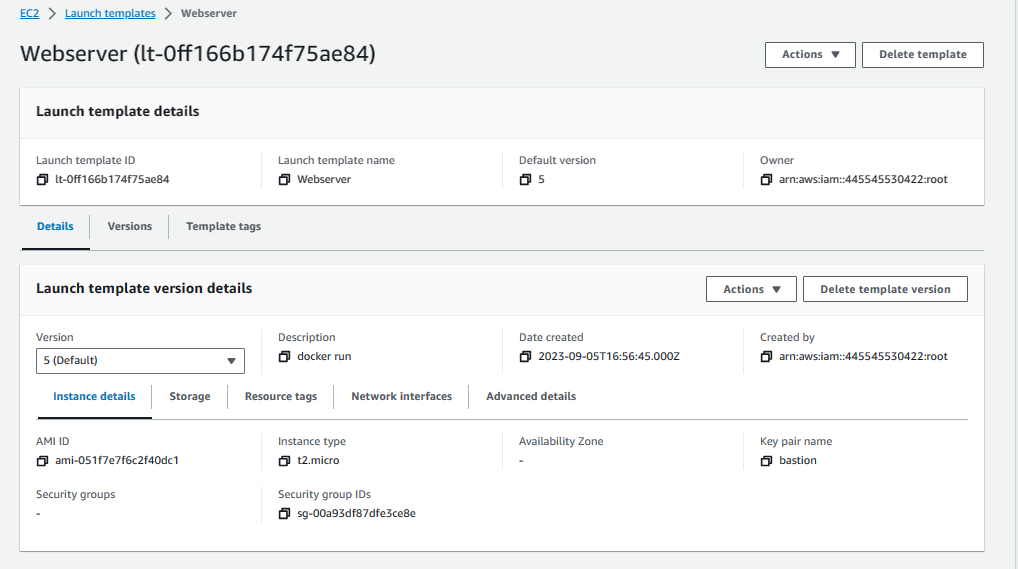 EC2 > Launch templates > Webserver
Webserver (lt-0ff166b174f75ae84)
Actions ▼ Delete template
Launch template details
Launch template ID Launch template name Default version Owner
lt-0ff166b174f75ae84 Webserver 5 arn:aws:iam::445545530422:root
Details Versions Template tags
Launch template version details Actions ▼ Delete template version
Version Description Date created Created by
5 (Default) docker run 2023-09-05T16:56:45.000Z arn:aws:iam::445545530422:root
Instance details Storage Resource tags Network interfaces Advanced details
AMI ID Instance type Availability Zone Key pair name
ami-051f7e7f6c2f40dc1 t2.micro - bastion
Security groups Security group IDs
- sg-00a93df87dfe3ce8e